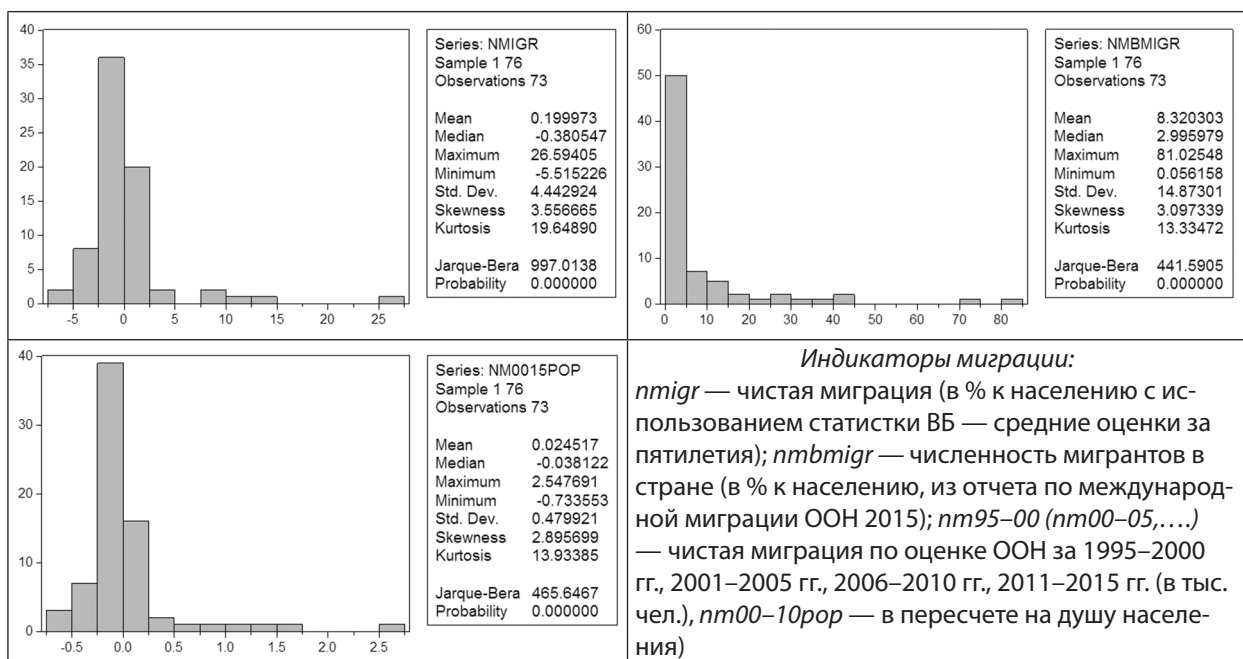 40
35
30
25
20
15
10
5
0
-5
0
5
10
15
20
25
Series: NMIGR
Sample 1 76
Observations 73
Mean 0.199973
Median -0.380547
Maximum 26.59405
Minimum -5.515226
Std. Dev. 4.442924
Skewness 3.556665
Kurtosis 19.64890
Jarque-Bera 997.0138
Probability 0.000000
60
50
40
30
20
10
0
0
10
20
30
40
50
60
70
80
Series: NMBMIGR
Sample 1 76
Observations 73
Mean 8.320303
Median 2.995979
Maximum 81.02548
Minimum 0.056158
Std. Dev. 14.87301
Skewness 3.097339
Kurtosis 13.33472
Jarque-Bera 441.5905
Probability 0.000000
40
30
20
10
0
-0.5
0.0
0.5
1.0
1.5
2.0
2.5
Series: NM0015POP
Sample 1 76
Observations 73
Mean 0.024517
Median -0.038122
Maximum 2.547691
Minimum -0.733553
Std. Dev. 0.479921
Skewness 2.895699
Kurtosis 13.93385
Jarque-Bera 465.6467
Probability 0.000000
Индикаторы миграции:
nmigr — чистая миграция (в % к населению с ис-
пользованием статистки ВБ — средние оценки за
пятилетия); nmbmigr — численность мигрантов в
стране (в % к населению, из отчета по международ-
ной миграции ООН 2015); nm95–00 (nm00–05,….)
— чистая миграция по оценке ООН за 1995–2000
гг., 2001–2005 гг., 2006–2010 гг., 2011–2015 гг. (в тыс.
чел.), nm00–10pop — в пересчете на душу населе-
ния)